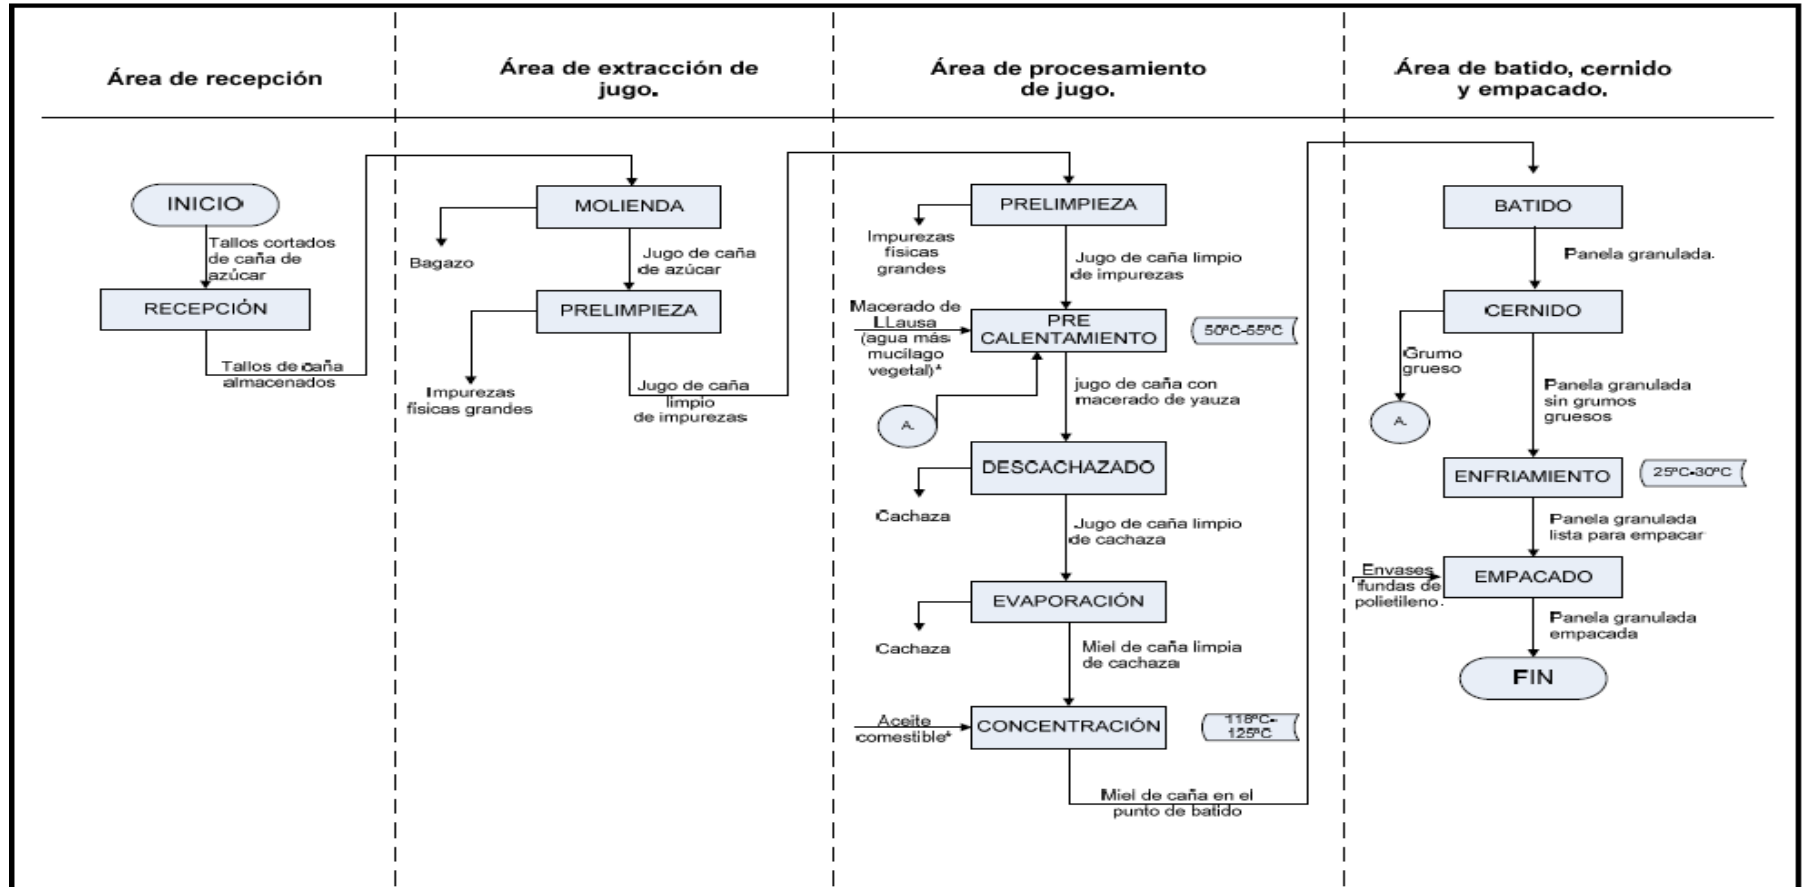 Área de recepción
INICIO
Tallos cortados
de caña de
azúcar
RECEPCIÓN
Tallos de caña
almacenados
Área de extracción de
jugo.
MOLIENDA
Bagazo
Jugo de caña
de azúcar
PRELIMPIEZA
Impurezas
físicas grandes
Jugo de caña
limpio
de impurezas
Área de procesamiento
de jugo.
PRELIMPIEZA
Impurezas
físicas
grandes
Jugo de caña limpio
de impurezas
Macerado de
LLausa
(agua más
mucílago
vegetal)*
PRE
CALENTAMIENTO
50ºC-55ºC
jugo de caña con
macerado de yauza
A.
DESCACHAZADO
Cachaza
Jugo de caña limpio
de cachaza
EVAPORACIÓN
Cachaza
Miel de caña limpia
de cachaza
Aceite
comestible*
CONCENTRACIÓN
125ºC
Miel de caña en el
punto de batido
Área de batido, cernido
y empacado.
BATIDO
Panela granulada.
CERNIDO
Grumo
grueso
A.
Panela granulada
sin grumos
gruesos
ENFRIAMIENTO
25ºC-30ºC
Panela granulada
lista para empacar
Envases
fundas de
polietileno.
EMPACADO
Panela granulada
empacada
FIN